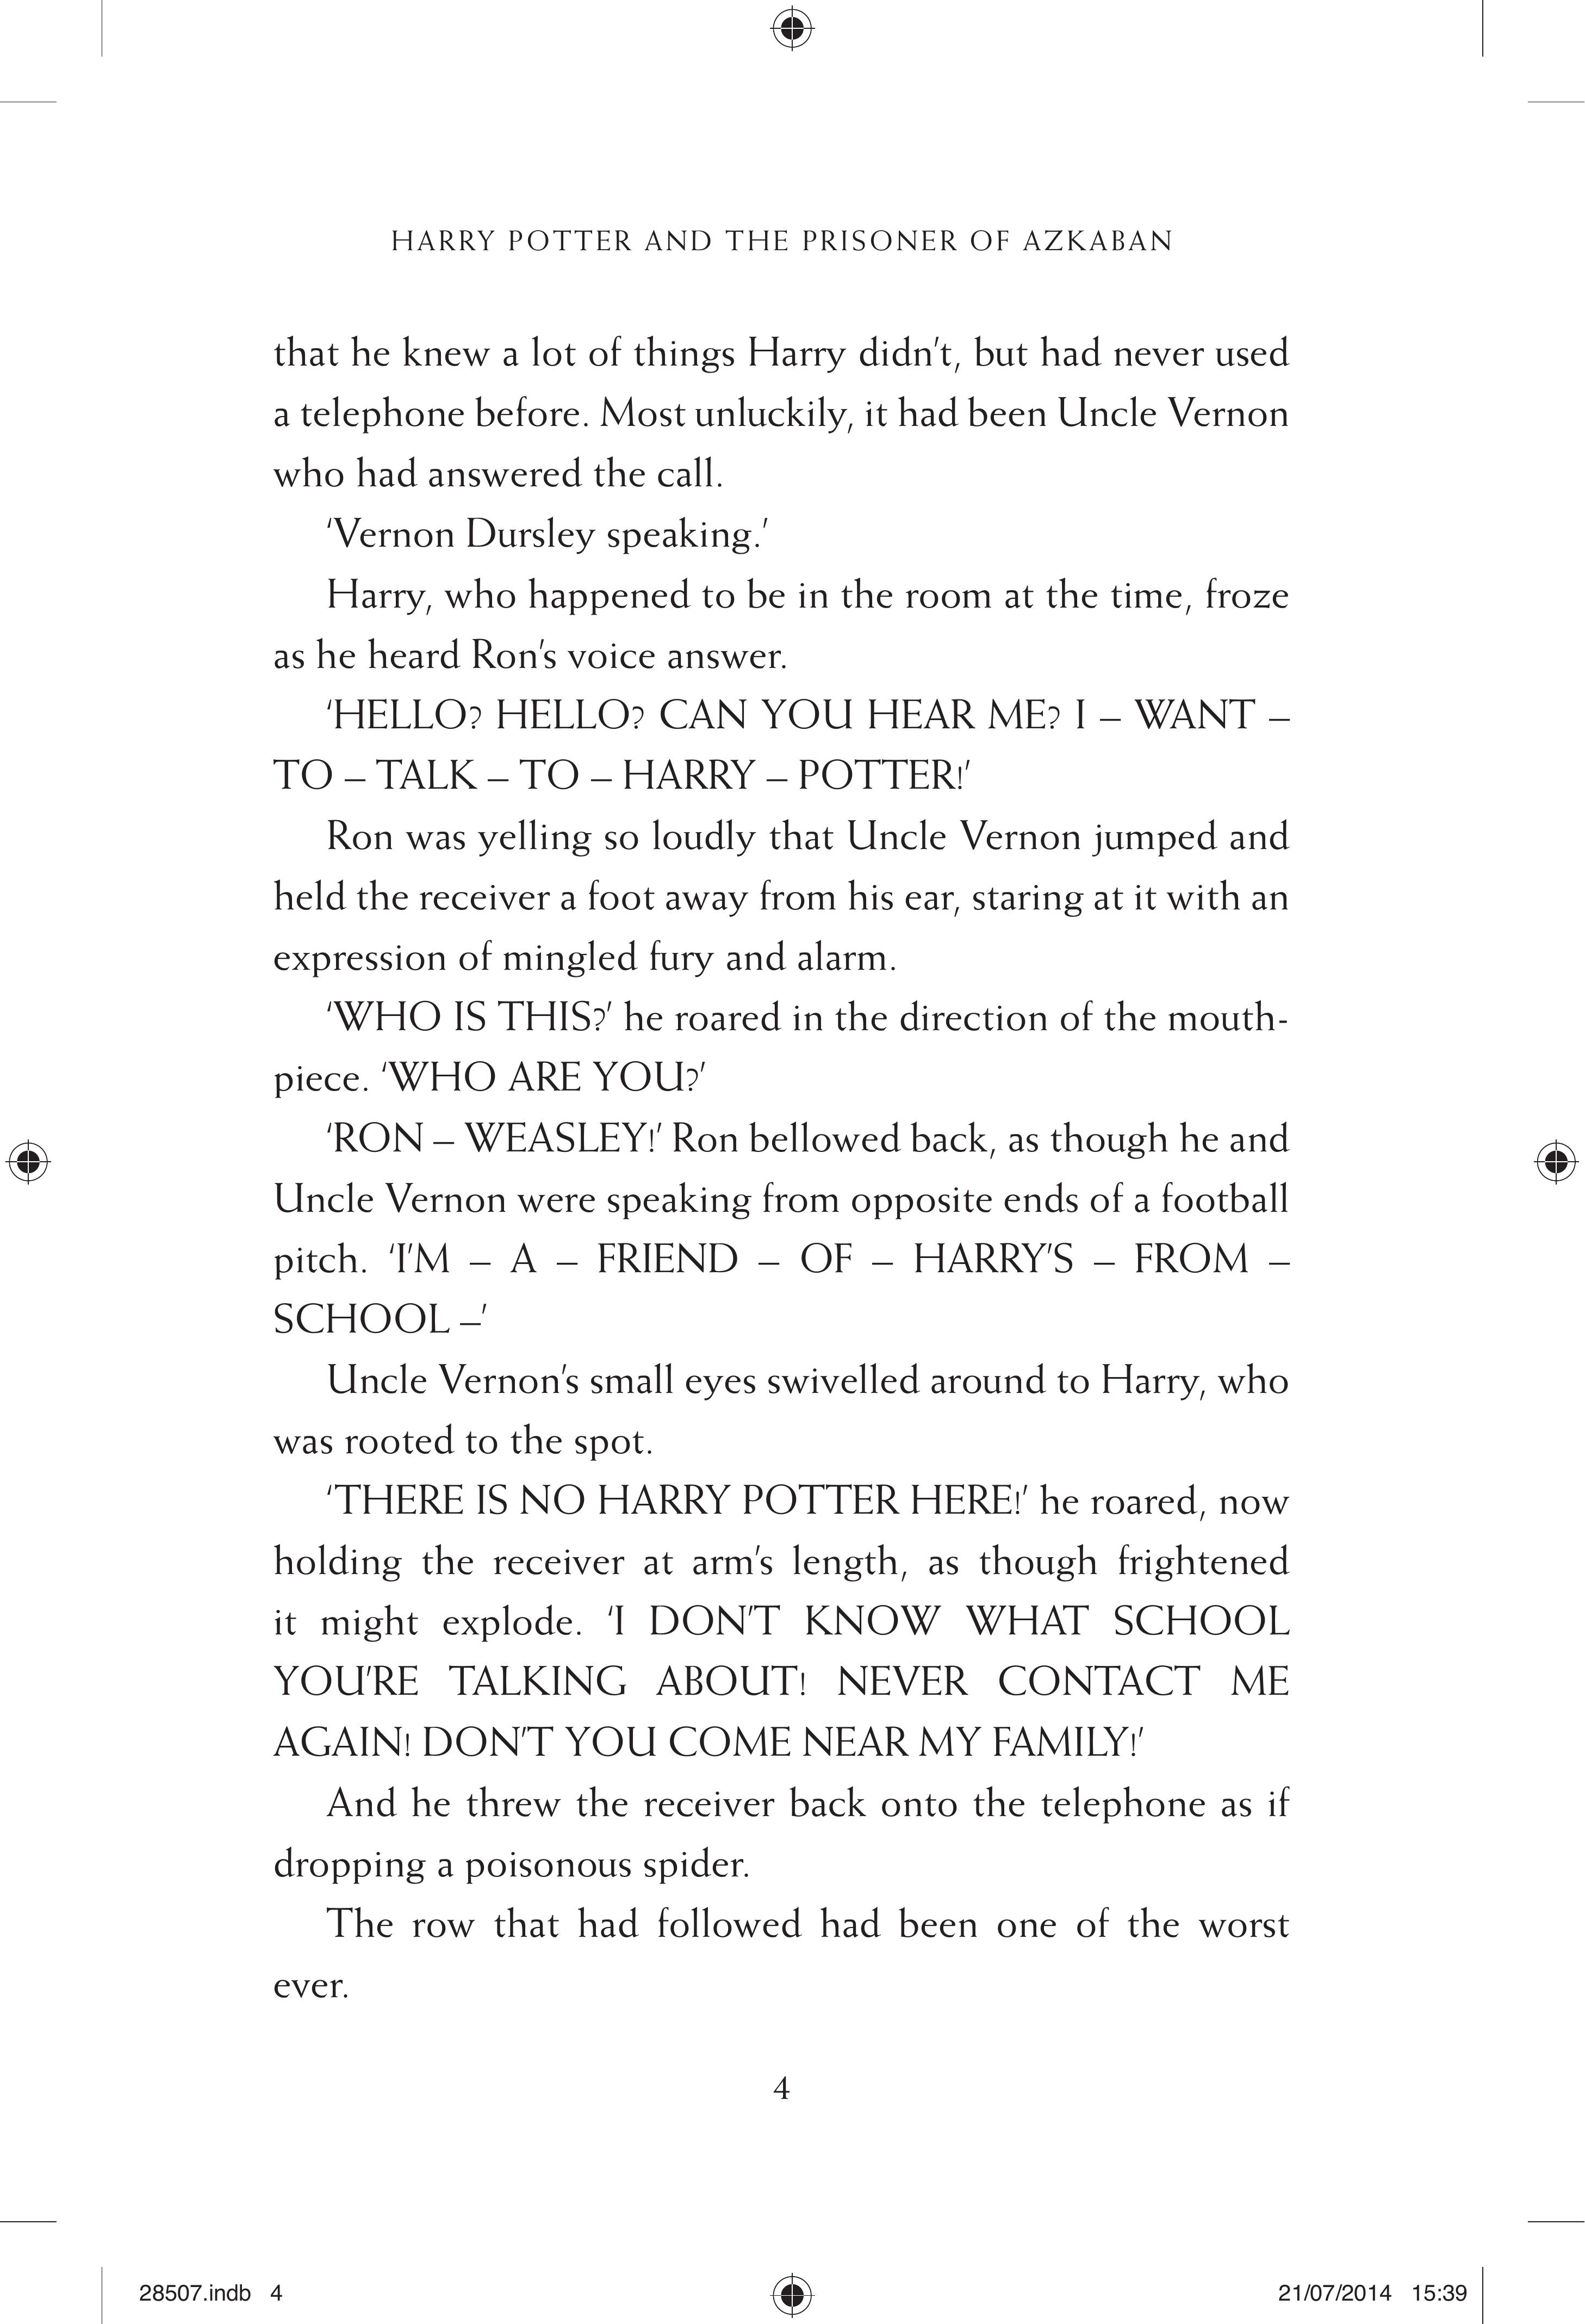 HARRY POTTER AND THE PRISONER OF AZKABAN
that he knew a lot of things Harry didn’t, but had never used
a telephone before. Most unluckily, it had been Uncle Vernon
who had answered the call.
‘Vernon Dursley speaking.’
Harry, who happened to be in the room at the time, froze
as he heard Ron’s voice answer.
‘HELLO? HELLO? CAN YOU HEAR ME? I – WANT –
TO – TALK – TO – HARRY – POTTER!’
Ron was yelling so loudly that Uncle Vernon jumped and
held the receiver a foot away from his ear, staring at it with an
expression of mingled fury and alarm.
‘WHO IS THIS?’ he roared in the direction of the mouth-
piece. ‘WHO ARE YOU?’
‘RON – WEASLEY!’ Ron bellowed back, as though he and
Uncle Vernon were speaking from opposite ends of a football
pitch. ‘I’M – A – FRIEND – OF – HARRY’S – FROM –
SCHOOL –’
Uncle Vernon’s small eyes swivelled around to Harry, who
was rooted to the spot.
‘THERE IS NO HARRY POTTER HERE!’ he roared, now
holding the receiver at arm’s length, as though frightened
it might explode. ‘I DON’T KNOW WHAT SCHOOL
YOU’RE TALKING ABOUT! NEVER CONTACT ME
AGAIN! DON’T YOU COME NEAR MY FAMILY!’
And he threw the receiver back onto the telephone as if
dropping a poisonous spider.
The row that had followed had been one of the worst
ever.
4
28507.indb 4 21/07/2014 15:39